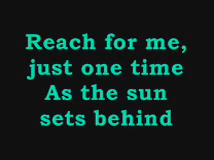 Reach for me,
just one time
As the sun
sets behind